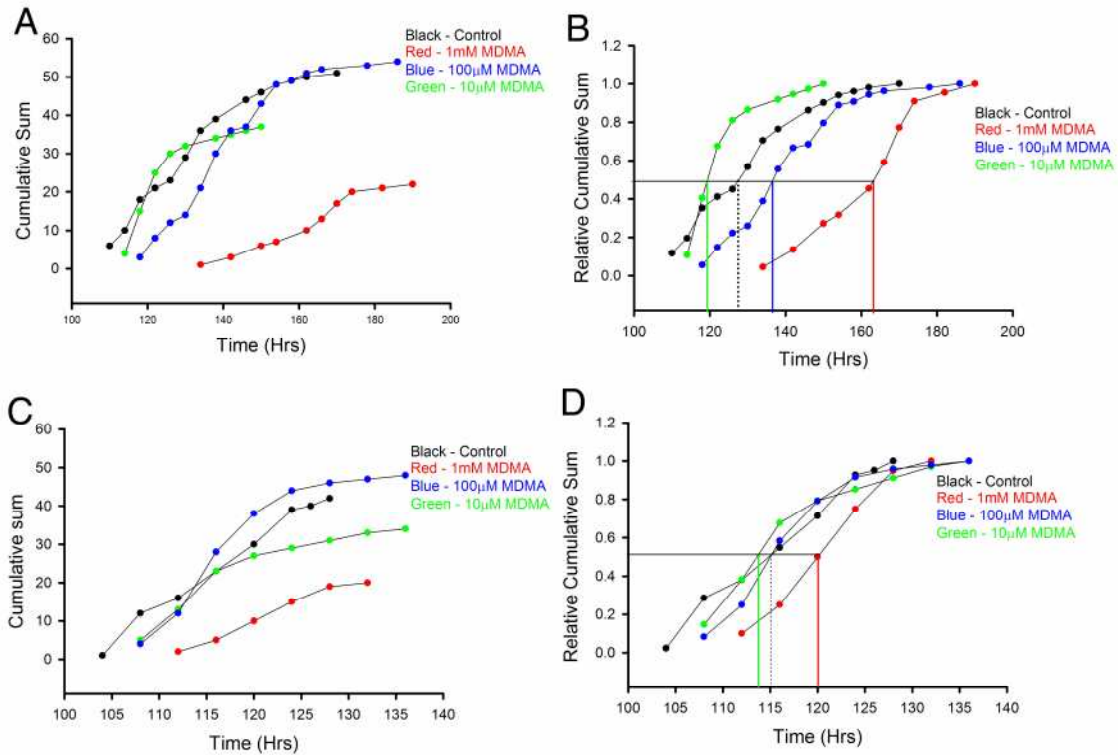 A
60
50
40
30
20
10
0
Cumulative Sum
100 120 140 160 180 200
Time (Hrs)
Black - Control
Red - 1mM MDMA
Blue - 100μM MDMA
Green - 10μM MDMA
B
1.2
1.0
0.8
0.6
0.4
0.2
0.0
Relative Cumulative Sum
100 120 140 160 180 200
Time (Hrs)
Black - Control
Red - 1mM MDMA
Blue - 100μM MDMA
Green - 10μM MDMA
C
60
50
40
30
20
10
0
Cumulative sum
100 105 110 115 120 125 130 135 140
Time (Hrs)
Black - Control
Red - 1mM MDMA
Blue - 100μM MDMA
Green - 10μM MDMA
D
1.2
1.0
0.8
0.6
0.4
0.2
0.0
Relative Cumulative Sum
100 105 110 115 120 125 130 135 140
Time (Hrs)
Black - Control
Red - 1mM MDMA
Blue - 100μM MDMA
Green - 10μM MDMA